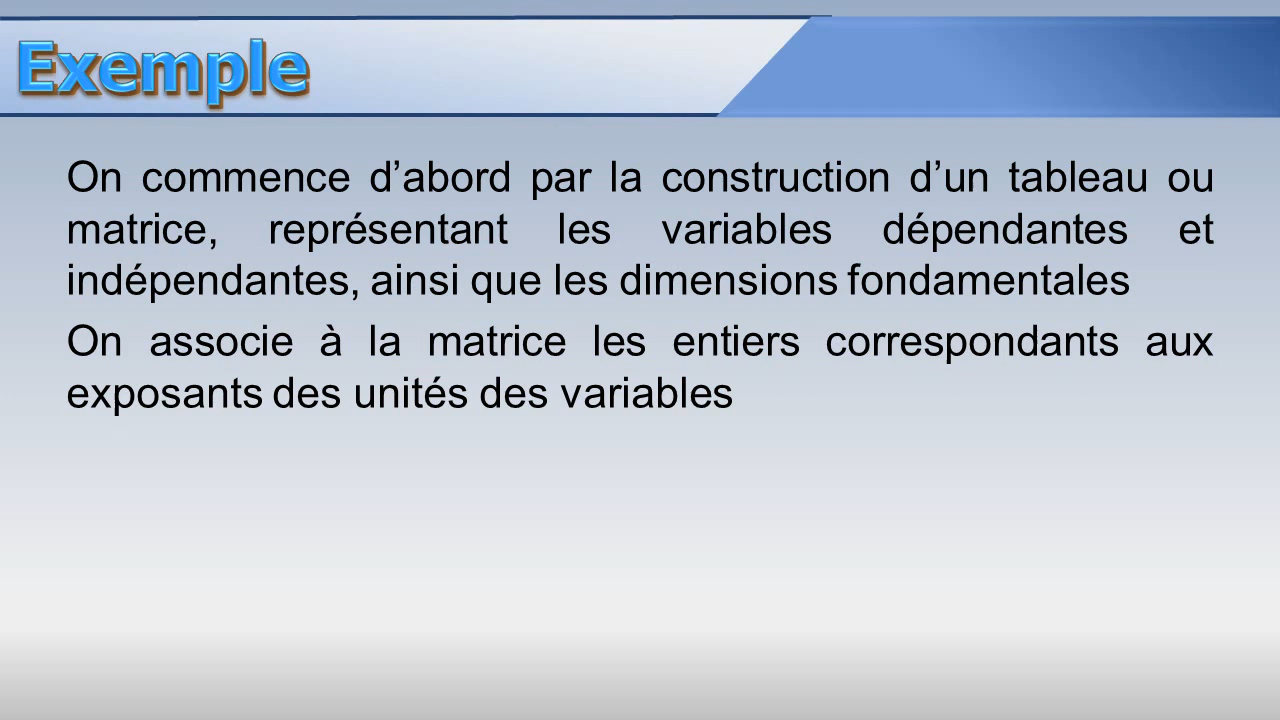 Exemple
On commence d’abord par la construction d’un tableau ou
matrice, représentant les variables dépendantes et
indépendantes, ainsi que les dimensions fondamentales
On associe à la matrice les entiers correspondants aux
exposants des unités des variables